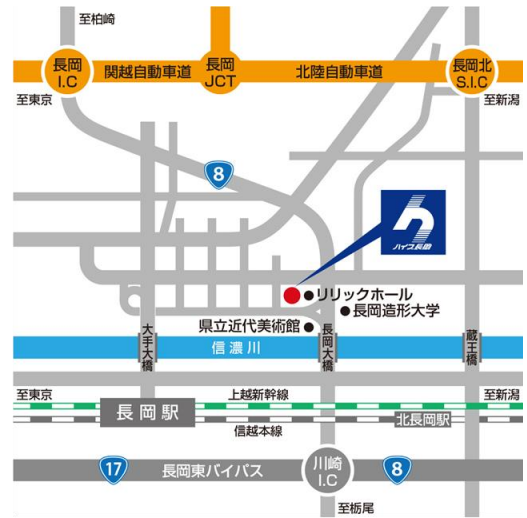 至柏崎
長岡
I.C
関越自動車道
長岡
JCT
北陸自動車道
長岡北
S.I.C
至東京
至新潟
8
ハイブ長岡
リリックホール
長岡造形大学
県立近代美術館
大手大橋
信濃川
長岡大橋
蔵王橋
至東京
上越新幹線
至新潟
長岡駅
北長岡駅
信越本線
17
長岡東バイパス
川崎
I.C
8
至栃尾